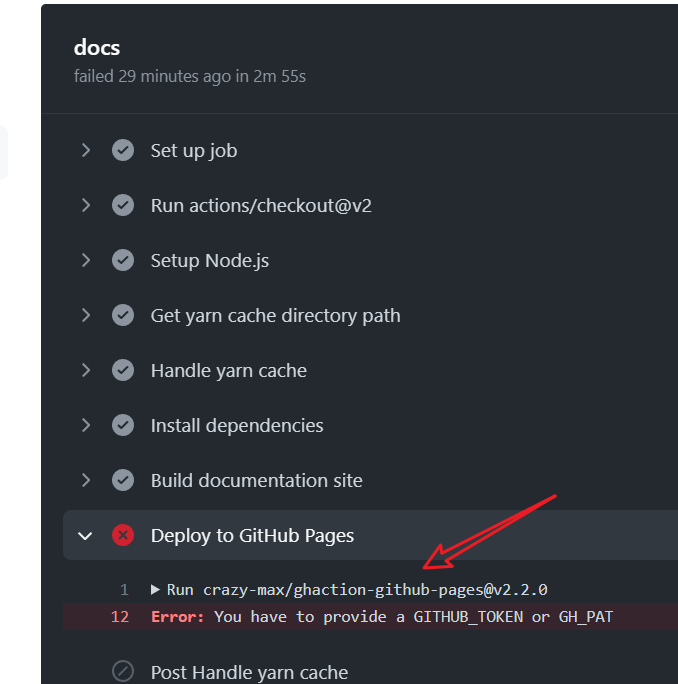 docs
failed 29 minutes ago in 2m 55s
Set up job
Run actions/checkout@v2
Setup Node.js
Get yarn cache directory path
Handle yarn cache
Install dependencies
Build documentation site
Deploy to GitHub Pages
1 Run crazy-max/ghaction-github-pages@v2.2.0
12 Error: You have to provide a GITHUB_TOKEN or GH_PAT
Post Handle yarn cache